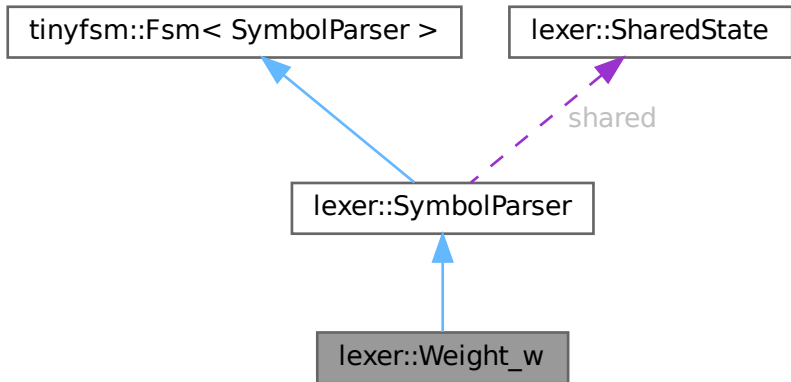 tinyfsm::Fsm< SymbolParser >
lexer::SharedState
shared
lexer::SymbolParser
lexer::Weight_w